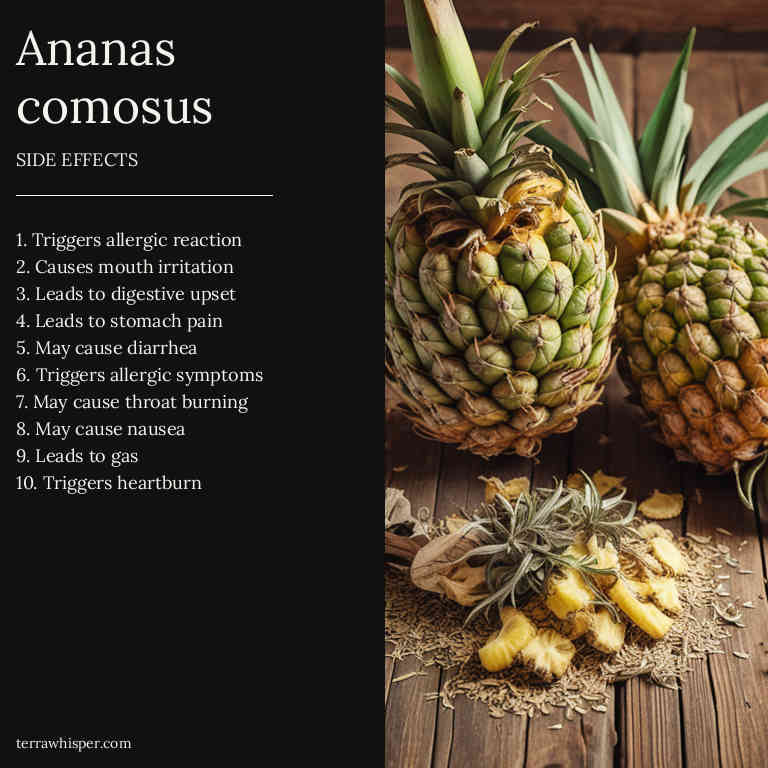 Ananas
comosus
SIDE EFFECTS
1. Triggers allergic reaction
2. Causes mouth irritation
3. Leads to digestive upset
4. Leads to stomach pain
5. May cause diarrhea
6. Triggers allergic symptoms
7. May cause throat burning
8. May cause nausea
9. Leads to gas
10. Triggers heartburn
terrawhisper.com